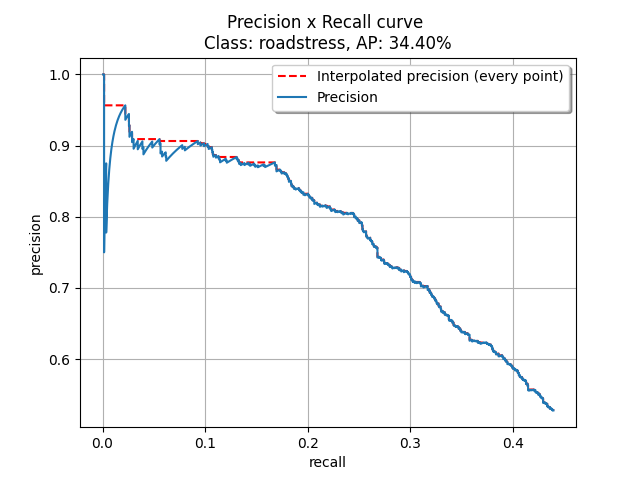 Precision x Recall curve
Class: roadstress, AP: 34.40%
Interpolated precision (every point)
Precision
1.0
0.9
0.8
0.7
0.6
precision
0.0 0.1 0.2 0.3 0.4
recall